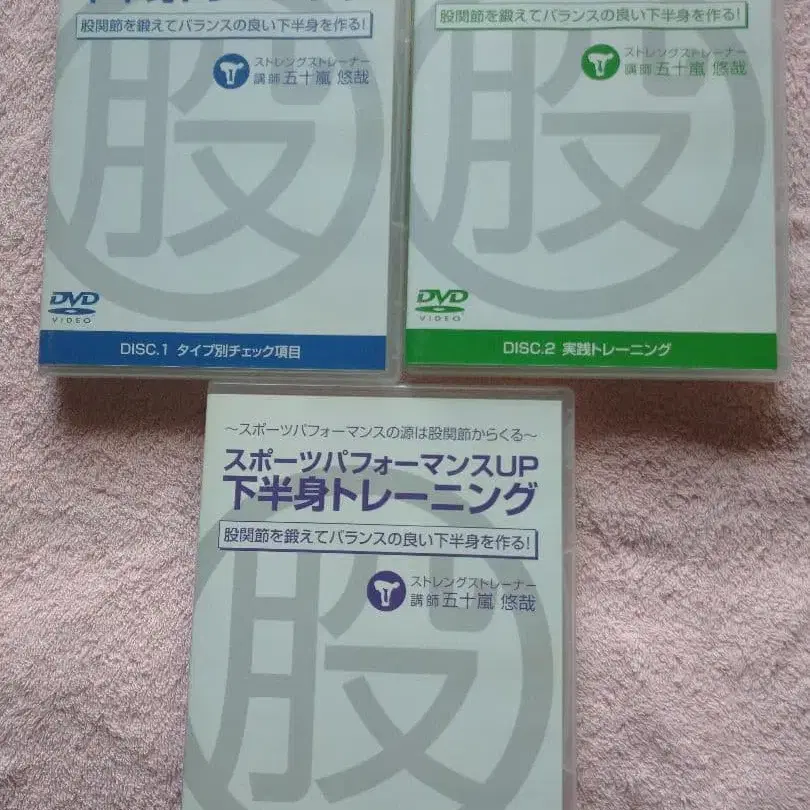 股関節を鍛えてバランスの良い下半身を作る!
ストレングストレーナー
講師 五十嵐 悠哉
股
DVD
VIDEO
DISC.1 タイプ別チェック項目
股関節を鍛えてバランスの良い下半身を作る!
ストレングストレーナー
講師 五十嵐 悠哉
股
DVD
VIDEO
DISC.2 実践トレーニング
〜スポーツパフォーマンスの源は股関節からくる〜
スポーツパフォーマンスUP
下半身トレーニング
股関節を鍛えてバランスの良い下半身を作る!
ストレングストレーナー
講師 五十嵐 悠哉
股